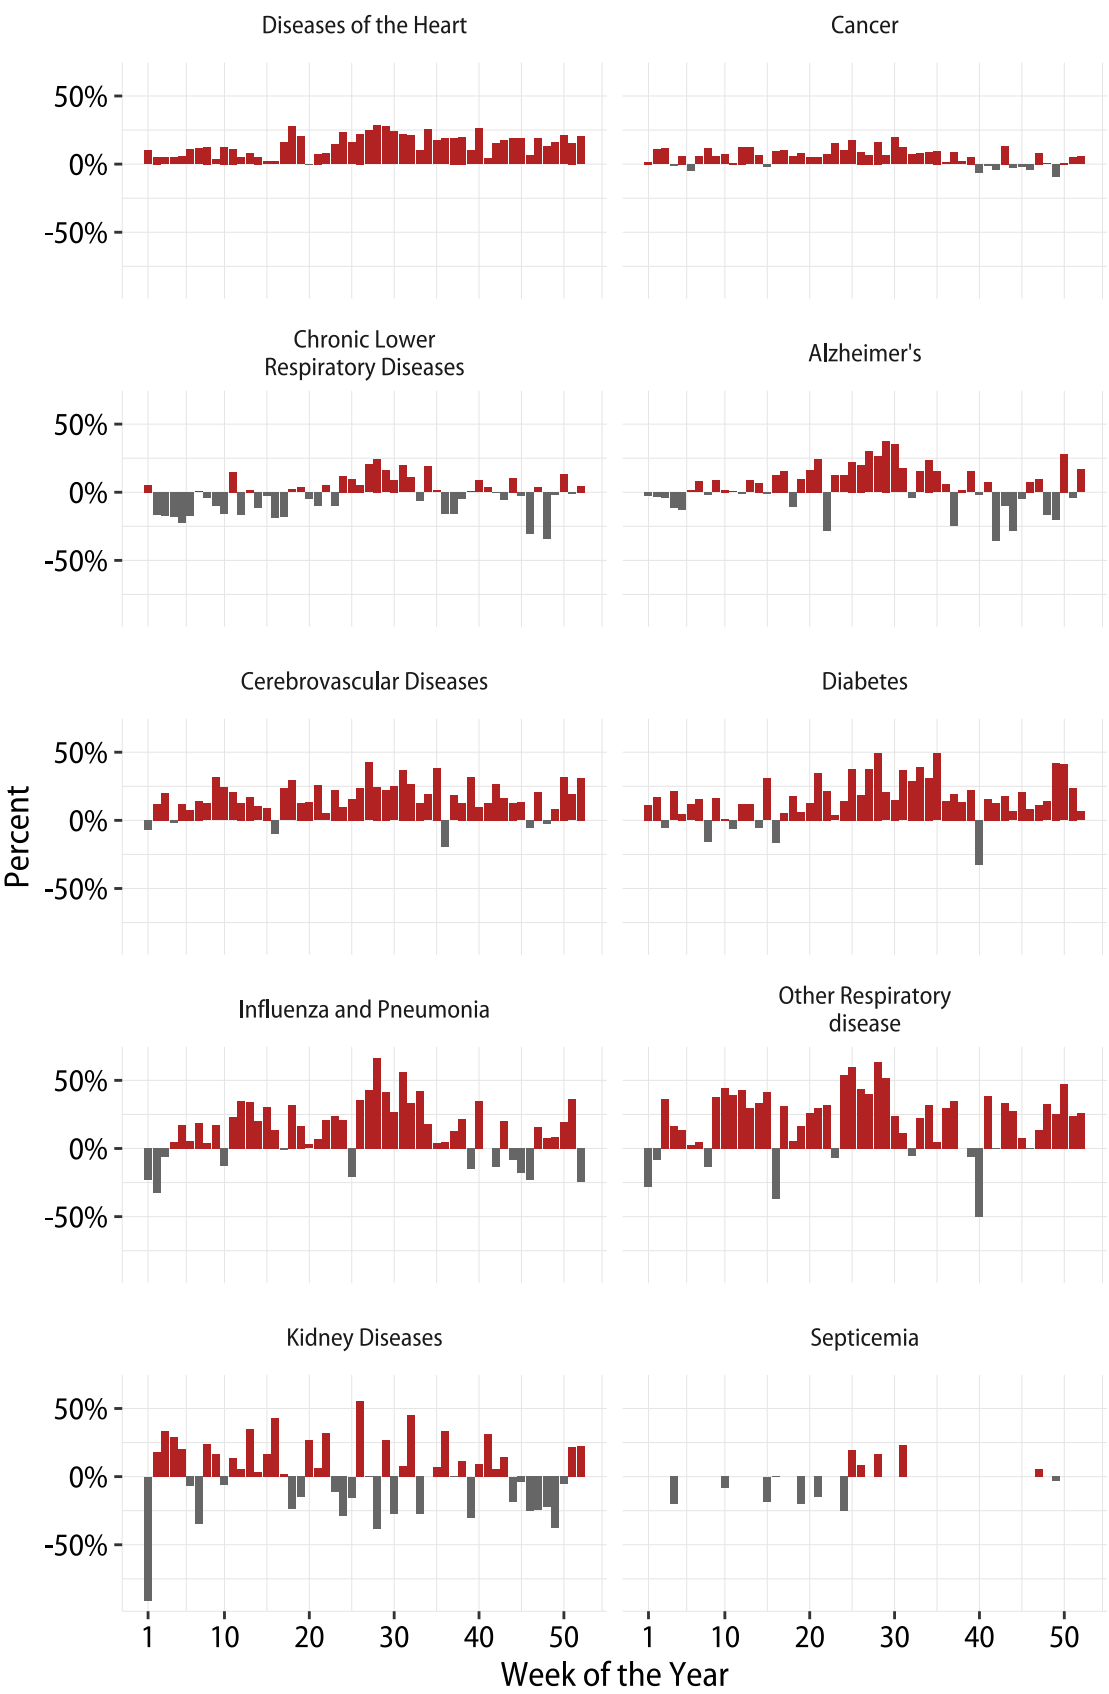 Diseases of the Heart
Cancer
50%
0%
-50%
Chronic Lower
Respiratory Diseases
Alzheimer's
50%
0%
-50%
Cerebrovascular Diseases
Diabetes
50%
0%
-50%
Percent
Influenza and Pneumonia
Other Respiratory
disease
50%
0%
-50%
Kidney Diseases
Septicemia
50%
0%
-50%
1 10 20 30 40 50
1 10 20 30 40 50
Week of the Year